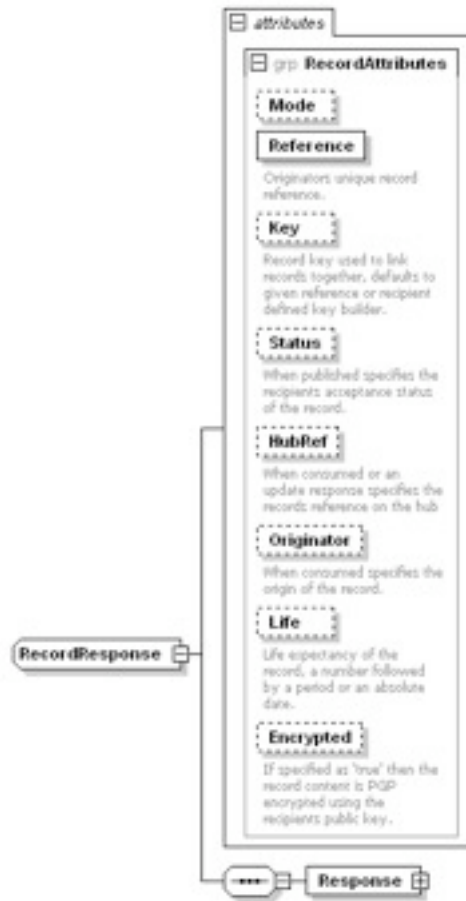 attributes
grp RecordAttributes
Mode
Reference
Originators unique record
reference.
Key
Record key used to link
records together, defaults to
given reference or recipient
defined key builder.
Status
When published specifies the
recipients acceptance status
of the record.
HubRef
When consumed or an
update response specifies the
records reference on the hub
Originator
When consumed specifies the
origin of the record.
Life
Life expectancy of the
record, a number followed
by a period or an absolute
date.
Encrypted
If specified as 'true' then the
record content is PGP
encrypted using the
recipients public key.
RecordResponse
Response